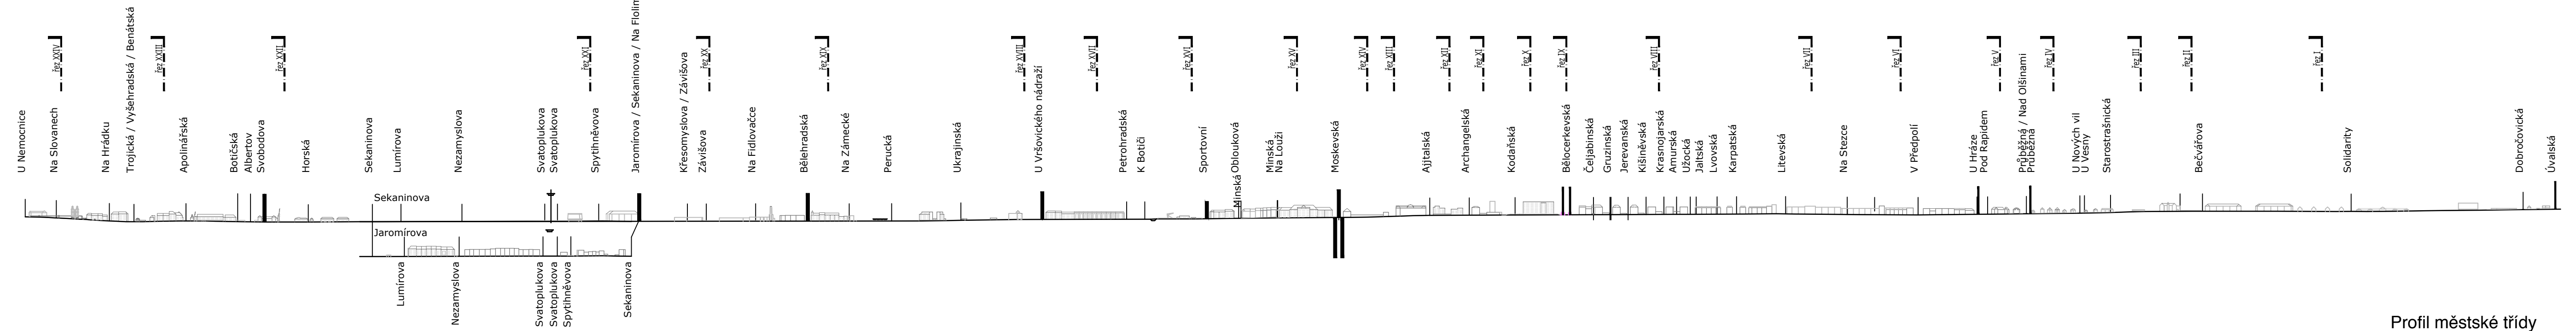 řez XXIV
řez XXIII
řez XXII
řez XXI
řez XX
řez XIX
řez XVIII
řez XVII
řez XVI
řez XV
řez XIV
řez XIII
řez XII
řez XI
řez X
řez IX
řez VIII
řez VII
řez VI
řez V
řez IV
řez III
řez II
řez I
U Nemocnice
Na Slovanech
Na Hrádku
Trojická / Vyšehradská / Benátská
Apolinářská
Botičská
Albertov
Svobodova
Horská
Sekaninova
Lumírova
Nezamyslova
Svatoplukova
Svatoplukova
Spytihněvova
Jaromírova / Sekaninova / Na Florim
Křesomyslova / Závišova
Závišova
Na Fidlovačce
Bělehradská
Na Zámecké
Perucká
Ukrajinská
U Vršovického nádraží
Petrohradská
K Botiči
Sportovní
Obloukova
Minská
Minská
Na Louži
Moskevská
Altajská
Archangelská
Kodaňská
Bělocerkevská
Čeljabinská
Gruzínská
Jerevanská
Kišiněvská
Krasnojarská
Amurská
Užocká
Jaltská
Lvovská
Karpatská
Litevská
Na Stezce
V Předpolí
U Hráze
Pod Rapidem
Průběžná / Nad Olšinami
Průběžná
U Nových vil
U Vesny
Starostrašnická
Bečvářova
Solidarity
Dobročovická
Úvalská
Sekaninova
Jaromírova
Lumírova
Nezamyslova
Svatoplukova
Svatoplukova
Spytihněvova
Sekaninova
Profil městské třídy